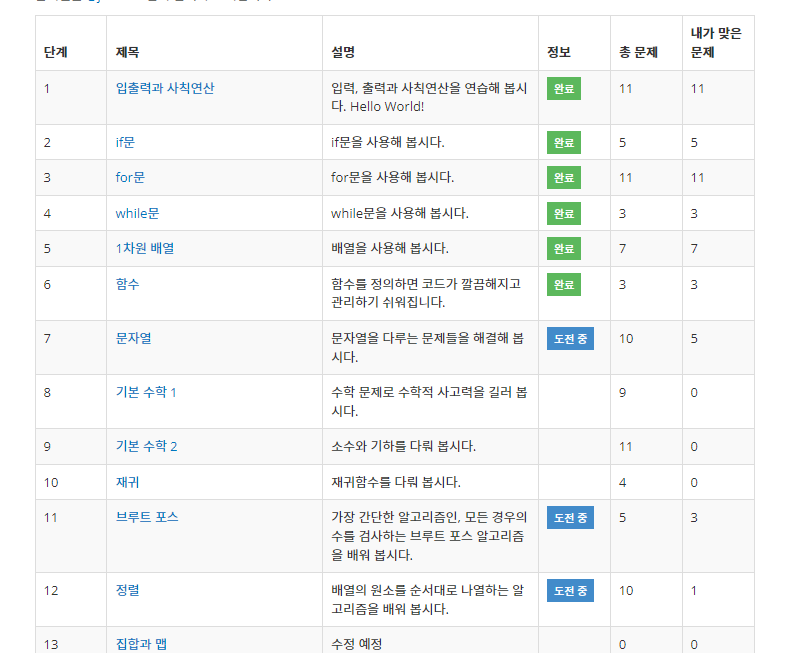 단계 제목 설명 정보 총 문제 내가 맞은
문제
1 입출력과 사칙연산 입력, 출력과 사칙연산을 연습해 봅시 완료 11 11
다. Hello World!
2 if문 if문을 사용해 봅시다. 완료 5 5
3 for문 for문을 사용해 봅시다. 완료 11 11
4 while문 while문을 사용해 봅시다. 완료 3 3
5 1차원 배열 배열을 사용해 봅시다. 완료 7 7
6 함수 함수를 정의하면 코드가 깔끔해지고 완료 3 3
관리하기 쉬워집니다.
7 문자열 문자열을 다루는 문제들을 해결해 봅 도전 중 10 5
시다.
8 기본 수학 1 수학 문제로 수학적 사고력을 길러 봅 9 0
시다.
9 기본 수학 2 소수와 기하를 다뤄 봅시다. 11 0
10 재귀 재귀함수를 다뤄 봅시다. 4 0
11 브루트 포스 가장 간단한 알고리즘인, 모든 경우의 도전 중 5 3
수를 검사하는 브루트 포스 알고리즘
을 배워 봅시다.
12 정렬 배열의 원소를 순서대로 나열하는 알 도전 중 10 1
고리즘을 배워 봅시다.
13 집합과 맵 수정 예정 0 0